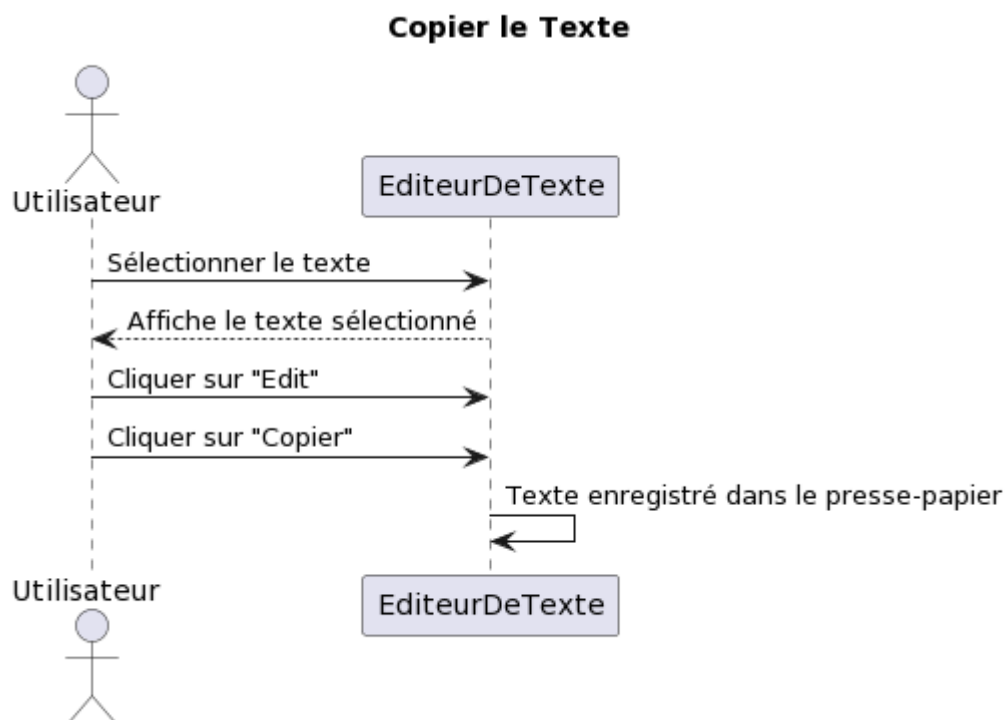 Copier le Texte
Utilisateur
EditeurDeTexte
Sélectionner le texte
Affiche le texte sélectionné
Cliquer sur "Edit"
Cliquer sur "Copier"
Texte enregistré dans le presse-papier
Utilisateur
EditeurDeTexte